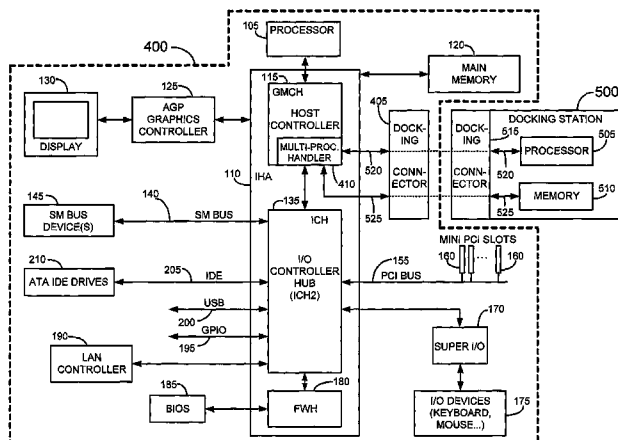 105
PROCESSOR
400
130
125
115
120
500
GMCH
MAIN
MEMORY
AGP
GRAPHICS
CONTROLLER
HOST
CONTROLLER
405
DOCKING STATION
DISPLAY
DOCK-
ING
CONN-
ECTOR
DOCK-
ING
CONN-
ECTOR
515
505
PROCESSOR
MULTI-PROC
HANDLER
110
IHA
410
520
520
510
MEMORY
145
140
135
525
525
SM BUS
DEVICE(S)
SM BUS
ICH
MINI PCI SLOTS
210
205
I/O
CONTROLLER
HUB
(ICH2)
155
160
160
ATA IDE DRIVES
IDE
PCI BUS
USB
200
170
190
GPIO
195
SUPER I/O
LAN
CONTROLLER
185
180
175
BIOS
FWH
I/O DEVICES
(KEYBOARD,
MOUSE...)